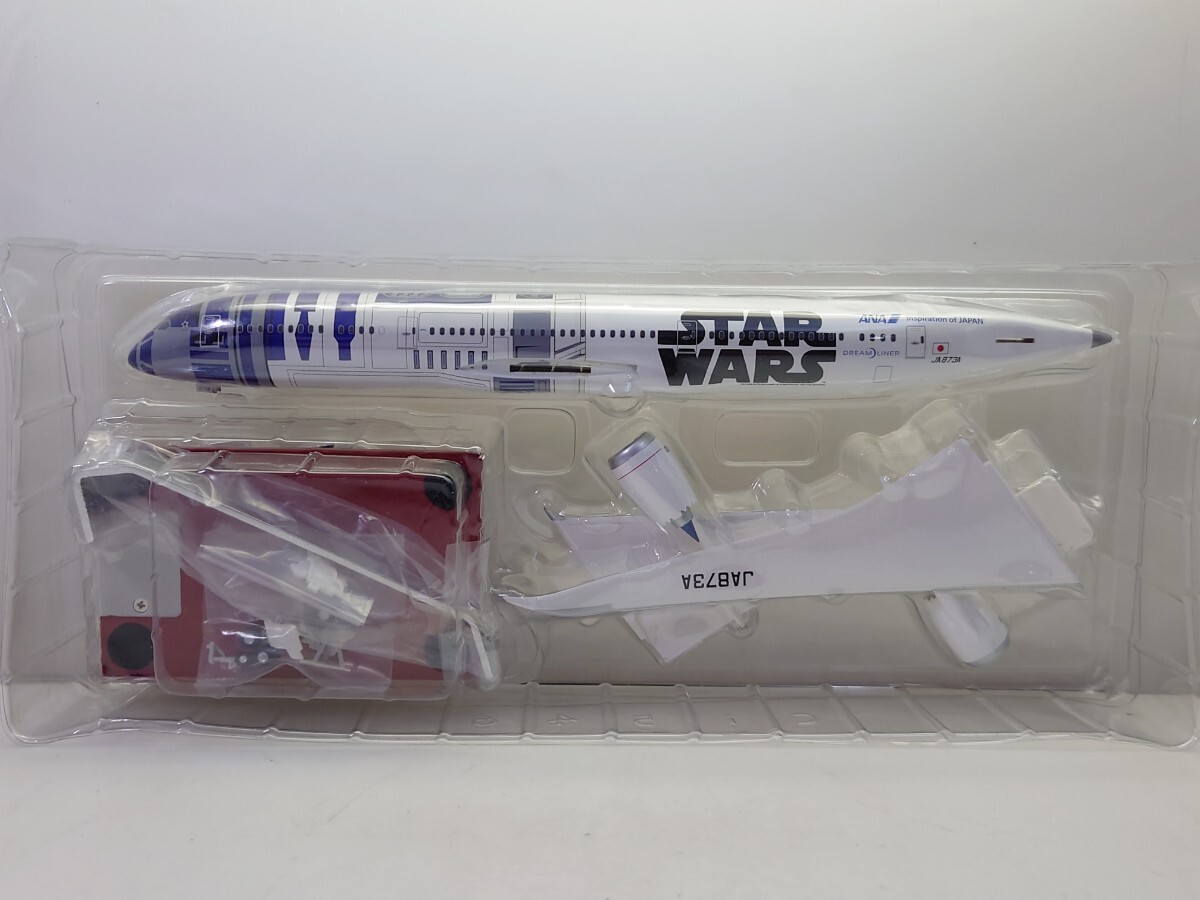 STAR
WARS
ANA
Inspiration of JAPAN
DREAMLINER
JA873A
JA873A